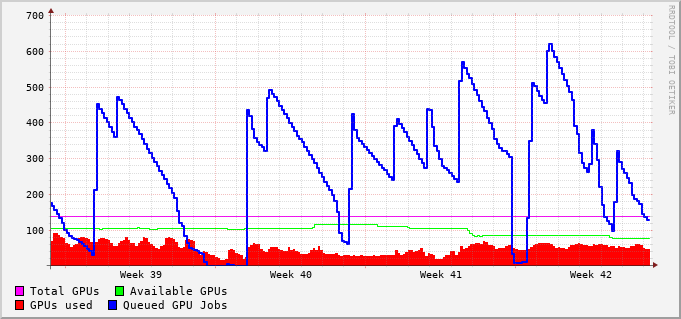 700
600
500
400
300
200
100
Week 39 Week 40 Week 41 Week 42
Total GPUs Available GPUs
GPUs used Queued GPU Jobs
RRDTOOL / TOBI OETIKER